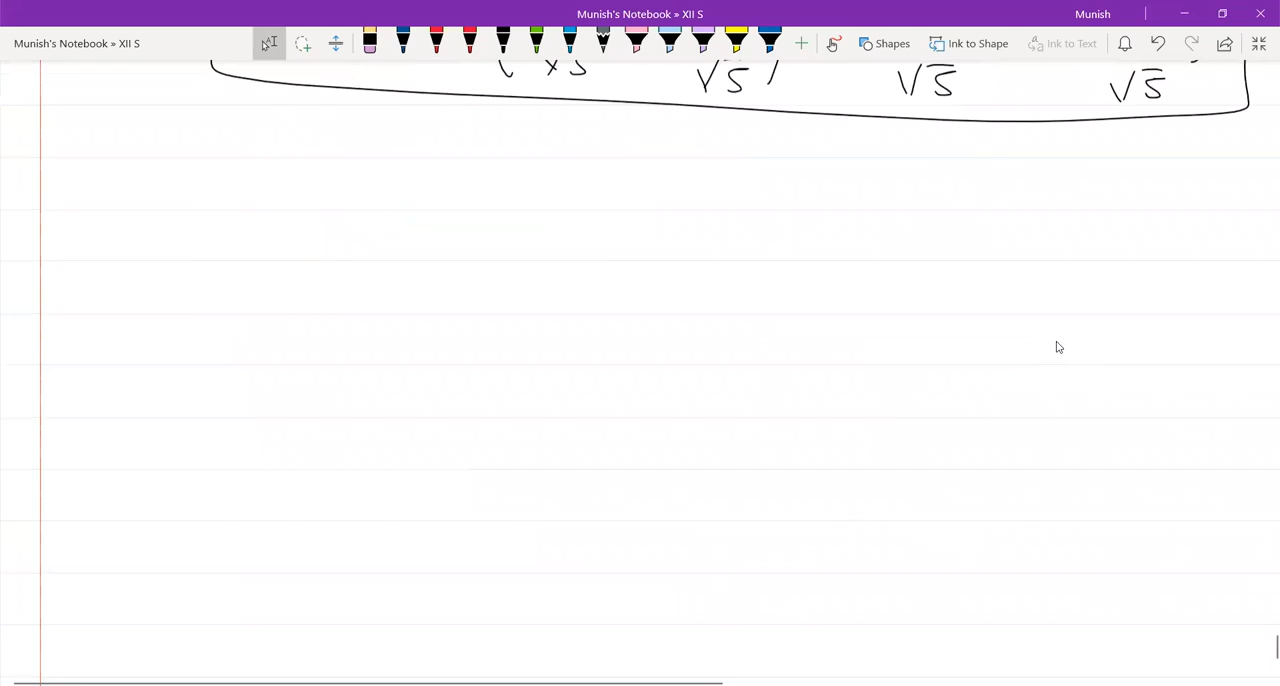 Munish's Notebook » XII S
Munish
Munish's Notebook » XII S
Shapes
Ink to Shape
Ink to Text
√5
√5
√5